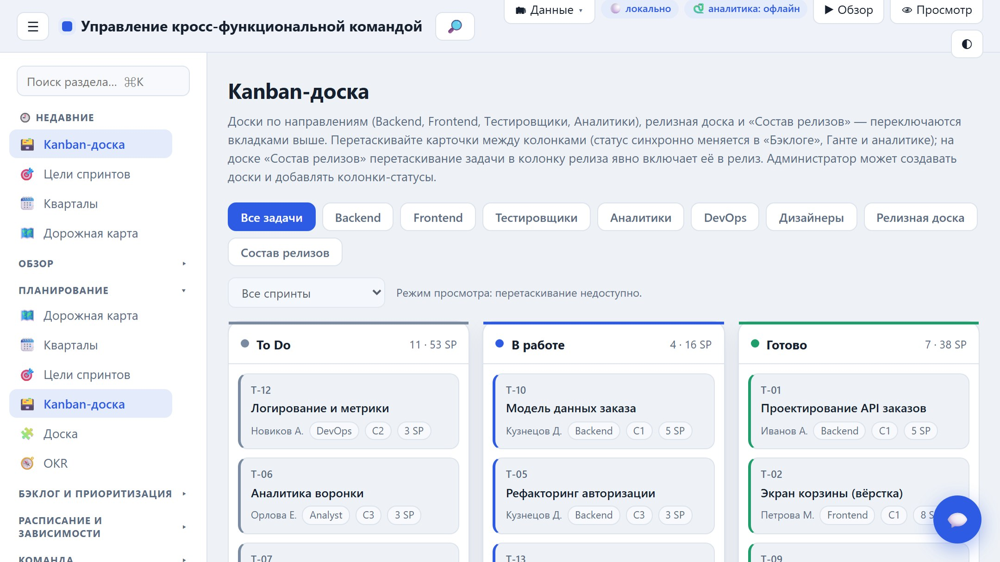 ☰ Управление кросс-функциональной командой
Данные ▾ локально аналитика: офлайн ▶ Обзор Просмотр
Поиск раздела... ⌘K
НЕДАВНИЕ
Kanban-доска
Цели спринтов
Кварталы
Дорожная карта
ОБЗОР
ПЛАНИРОВАНИЕ
Дорожная карта
Кварталы
Цели спринтов
Kanban-доска
Доска
OKR
БЭКЛОГ И ПРИОРИТИЗАЦИЯ
РАСПИСАНИЕ И
ЗАВИСИМОСТИ
КОМАНДА
Kanban-доска
Доски по направлениям (Backend, Frontend, Тестировщики, Аналитики), релизная доска и «Состав релизов» — переключаются
вкладками выше. Перетаскивайте карточки между колонками (статус синхронно меняется в «Бэклоге», Ганте и аналитике); на
доске «Состав релизов» перетаскивание задачи в колонку релиза явно включает её в релиз. Администратор может создавать
доски и добавлять колонки-статусы.
Все задачи Backend Frontend Тестировщики Аналитики DevOps Дизайнеры Релизная доска
Состав релизов
Все спринты Режим просмотра: перетаскивание недоступно.
To Do 11 · 53 SP
T-12
Логирование и метрики
Новиков А. DevOps C2 3 SP
T-06
Аналитика воронки
Орлова Е. Analyst C3 3 SP
T-07
В работе 4 · 16 SP
T-10
Модель данных заказа
Кузнецов Д. Backend C1 5 SP
T-05
Рефакторинг авторизации
Кузнецов Д. Backend C3 3 SP
T-13
Готово 7 · 38 SP
T-01
Проектирование API заказов
Иванов А. Backend C1 5 SP
T-02
Экран корзины (вёрстка)
Петрова М. Frontend C1 8 S
T-09